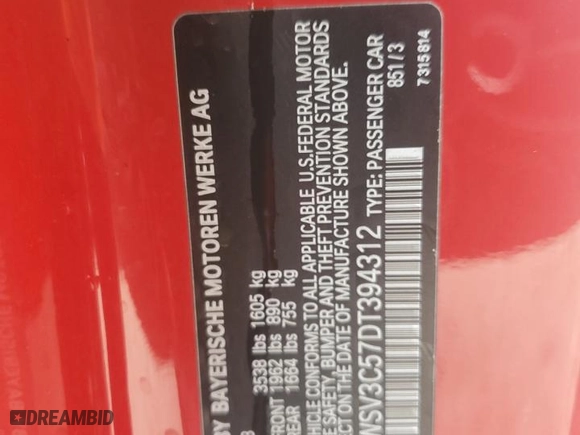 BY BAYERISCHE MOTOREN WERKE AG
3538 lbs 1605 kg
FRONT 1962 lbs 890 kg
REAR 1664 lbs 755 kg
VEHICLE CONFORMS TO ALL APPLICABLE U.S. FEDERAL MOTOR
SAFETY, BUMPER AND THEFT PREVENTION STANDARDS
IN EFFECT ON THE DATE OF MANUFACTURE SHOWN ABOVE.
WSV3C57DT394312 TYPE: PASSENGER CAR
851/3
7315814
DREAMBID